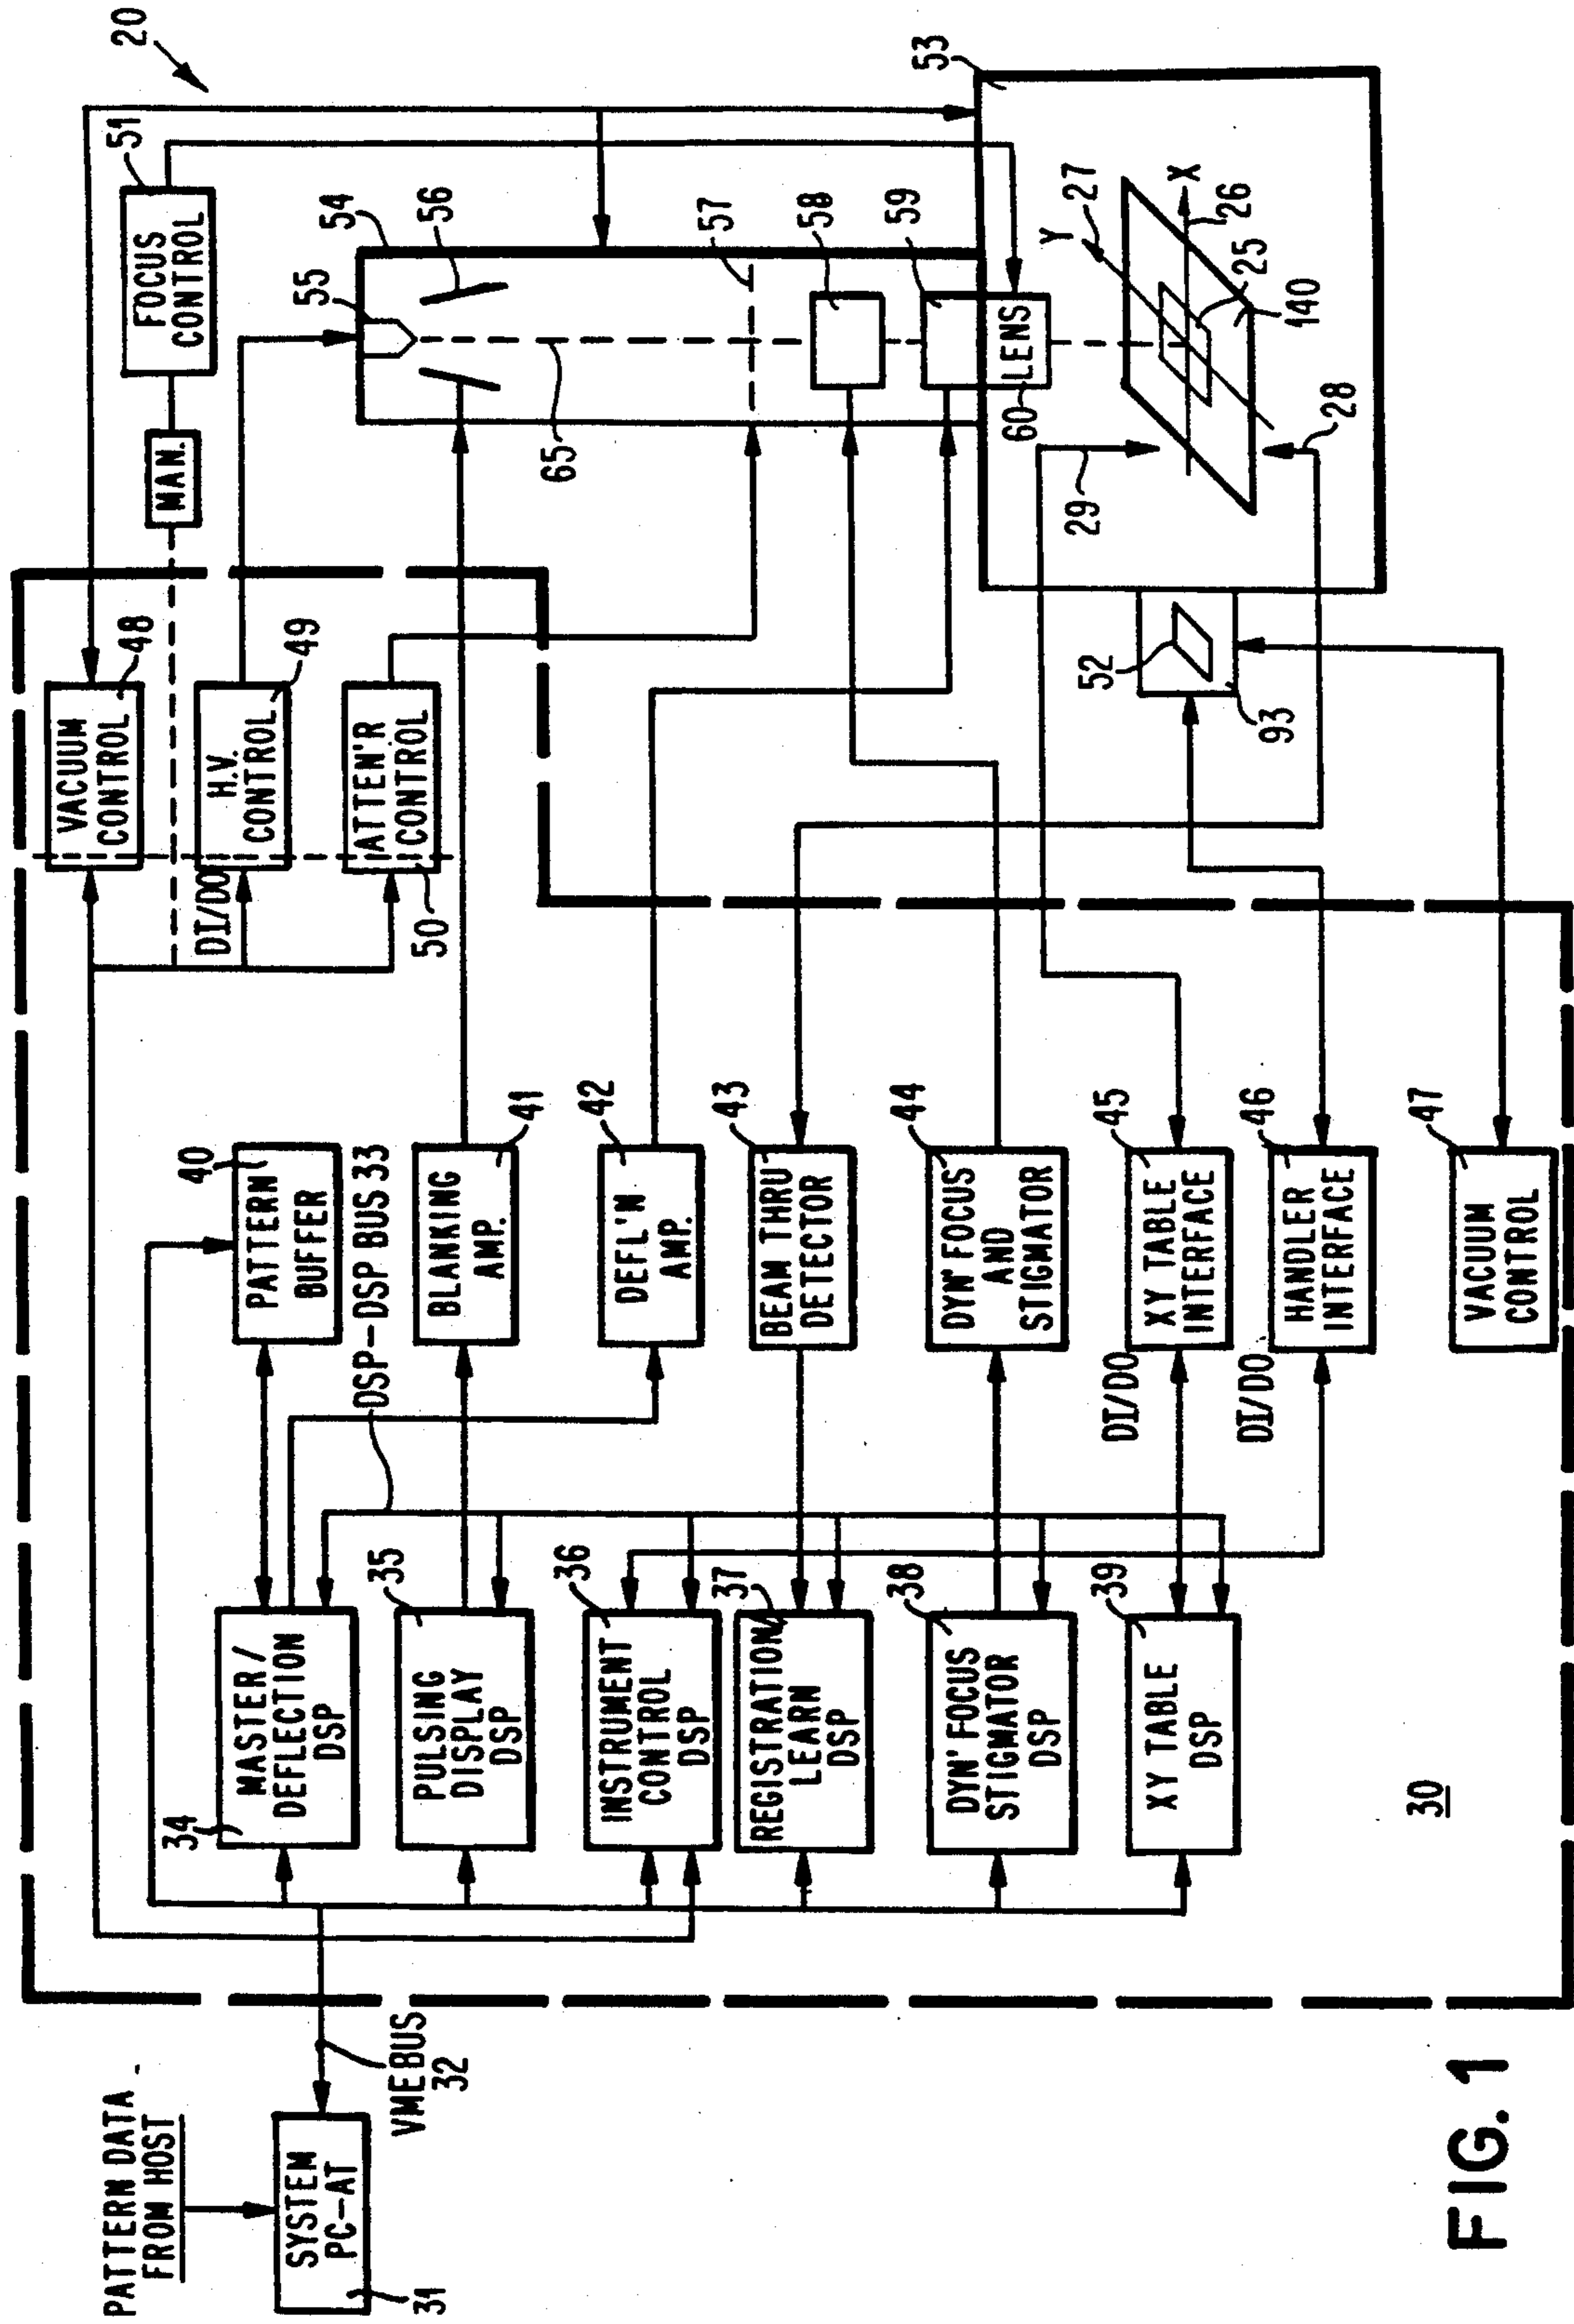 PATTERN DATA
FROM HOST
SYSTEM
PC-AT
31
VMEBUS
32
34
MASTER/
DEFLECTION
DSP
35
PULSING
DISPLAY
DSP
36
INSTRUMENT
CONTROL
DSP
37
REGISTRATION/
LEARN
DSP
38
DYN' FOCUS
STIGMATOR
DSP
39
XY TABLE
DSP
30
DSP-DSP BUS 33
40
PATTERN
BUFFER
41
BLANKING
AMP.
42
DEFL'N
AMP.
43
BEAM THRU
DETECTOR
44
DYN' FOCUS
AND
STIGMATOR
45
XY TABLE
INTERFACE
DI/DO
46
HANDLER
INTERFACE
DI/DO
47
VACUUM
CONTROL
VACUUM
CONTROL
48
H.V.
CONTROL
49
DI/DO
ATTEN'R
CONTROL
50
MAN.
FOCUS
CONTROL
51
20
54
55
56
57
58
59
65
LENS
60
53
52
93
29
28
Y
27
X
26
25
140
FIG. 1